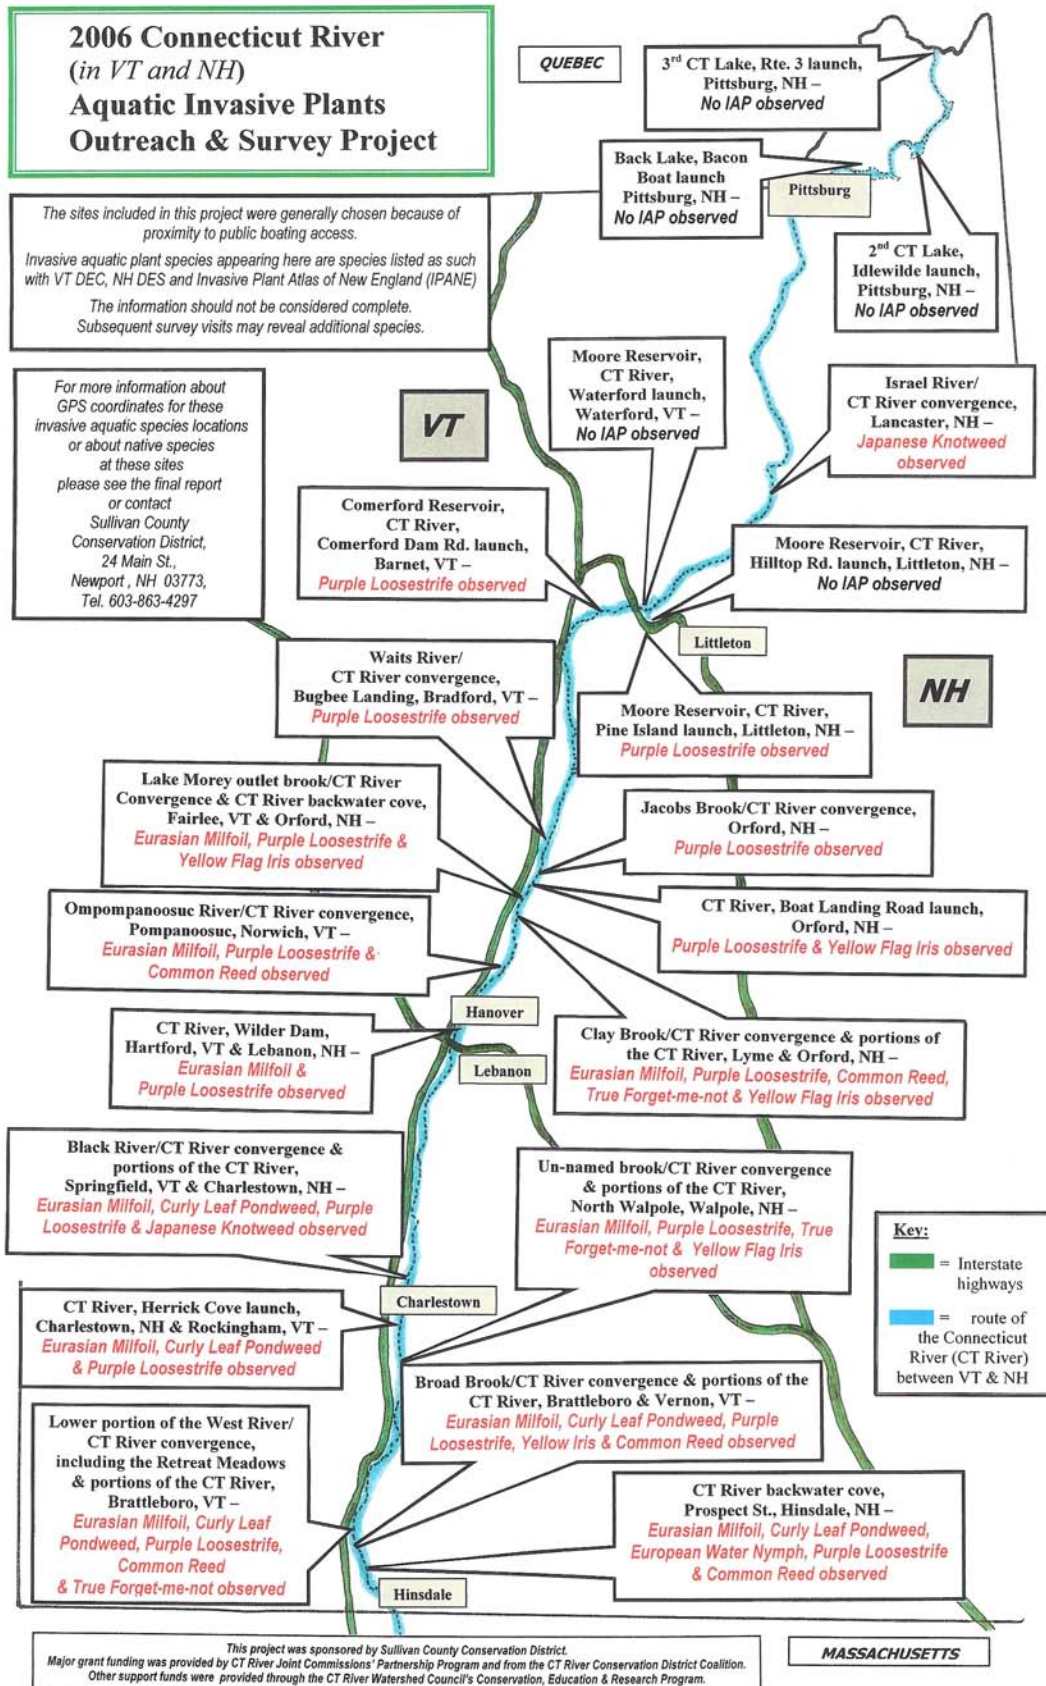 2006 Connecticut River
(in VT and NH)
Aquatic Invasive Plants
Outreach & Survey Project
QUEBEC
3rd CT Lake, Rte. 3 launch,
Pittsburg, NH –
No IAP observed
Back Lake, Bacon
Boat launch
Pittsburg, NH –
No IAP observed
Pittsburg
The sites included in this project were generally chosen because of
proximity to public boating access.
Invasive aquatic plant species appearing here are species listed as such
with VT DEC, NH DES and Invasive Plant Atlas of New England (IPANE)
The information should not be considered complete.
Subsequent survey visits may reveal additional species.
2nd CT Lake,
Idlewilde launch,
Pittsburg, NH –
No IAP observed
For more information about
GPS coordinates for these
invasive aquatic species locations
or about native species
at these sites
please see the final report
or contact
Sullivan County
Conservation District,
24 Main St.,
Newport , NH 03773,
Tel. 603-863-4297
VT
Moore Reservoir,
CT River,
Waterford launch,
Waterford, VT –
No IAP observed
Israel River/
CT River convergence,
Lancaster, NH –
Japanese Knotweed
observed
Comerford Reservoir,
CT River,
Comerford Dam Rd. launch,
Barnet, VT –
Purple Loosestrife observed
Moore Reservoir, CT River,
Hilltop Rd. launch, Littleton, NH –
No IAP observed
Littleton
Waits River/
CT River convergence,
Bugbee Landing, Bradford, VT –
Purple Loosestrife observed
NH
Moore Reservoir, CT River,
Pine Island launch, Littleton, NH –
Purple Loosestrife observed
Lake Morey outlet brook/CT River
Convergence & CT River backwater cove,
Fairlee, VT & Orford, NH –
Eurasian Milfoil, Purple Loosestrife &
Yellow Flag Iris observed
Jacobs Brook/CT River convergence,
Orford, NH –
Purple Loosestrife observed
Ompompanoosuc River/CT River convergence,
Pompanoosuc, Norwich, VT –
Eurasian Milfoil, Purple Loosestrife &
Common Reed observed
CT River, Boat Landing Road launch,
Orford, NH –
Purple Loosestrife & Yellow Flag Iris observed
Hanover
CT River, Wilder Dam,
Hartford, VT & Lebanon, NH –
Eurasian Milfoil &
Purple Loosestrife observed
Lebanon
Clay Brook/CT River convergence & portions of
the CT River, Lyme & Orford, NH –
Eurasian Milfoil, Purple Loosestrife, Common Reed,
True Forget-me-not & Yellow Flag Iris observed
Black River/CT River convergence &
portions of the CT River,
Springfield, VT & Charlestown, NH –
Eurasian Milfoil, Curly Leaf Pondweed, Purple
Loosestrife & Japanese Knotweed observed
Un-named brook/CT River convergence
& portions of the CT River,
North Walpole, Walpole, NH –
Eurasian Milfoil, Purple Loosestrife, True
Forget-me-not & Yellow Flag Iris
observed
Key:
= Interstate
highways
= route of
the Connecticut
River (CT River)
between VT & NH
Charlestown
CT River, Herrick Cove launch,
Charlestown, NH & Rockingham, VT –
Eurasian Milfoil, Curly Leaf Pondweed
& Purple Loosestrife observed
Broad Brook/CT River convergence & portions of the
CT River, Brattleboro & Vernon, VT –
Eurasian Milfoil, Curly Leaf Pondweed, Purple
Loosestrife, Yellow Iris & Common Reed observed
Lower portion of the West River/
CT River convergence,
including the Retreat Meadows
& portions of the CT River,
Brattleboro, VT –
Eurasian Milfoil, Curly Leaf
Pondweed, Purple Loosestrife,
Common Reed
& True Forget-me-not observed
CT River backwater cove,
Prospect St., Hinsdale, NH –
Eurasian Milfoil, Curly Leaf Pondweed,
European Water Nymph, Purple Loosestrife
& Common Reed observed
Hinsdale
This project was sponsored by Sullivan County Conservation District.
Major grant funding was provided by CT River Joint Commissions' Partnership Program and from the CT River Conservation District Coalition.
Other support funds were provided through the CT River Watershed Council's Conservation, Education & Research Program.
MASSACHUSETTS